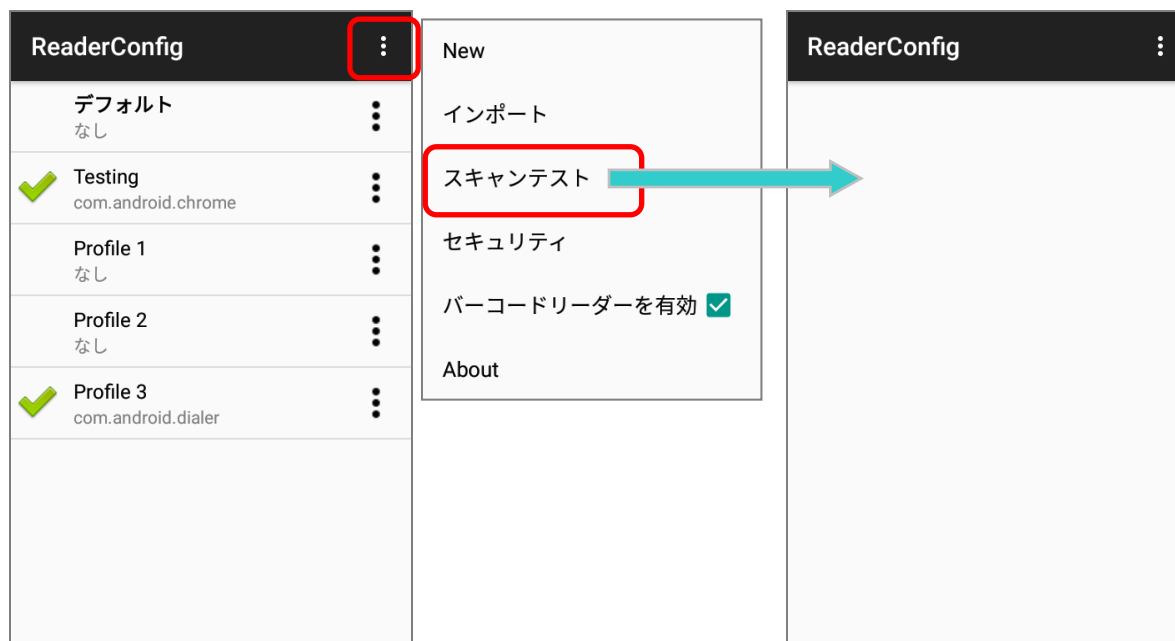 ReaderConfig
デフォルト
なし
Testing
com.android.chrome
Profile 1
なし
Profile 2
なし
Profile 3
com.android.dialer
New
インポート
スキャンテスト
セキュリティ
バーコードリーダーを有効
About
ReaderConfig